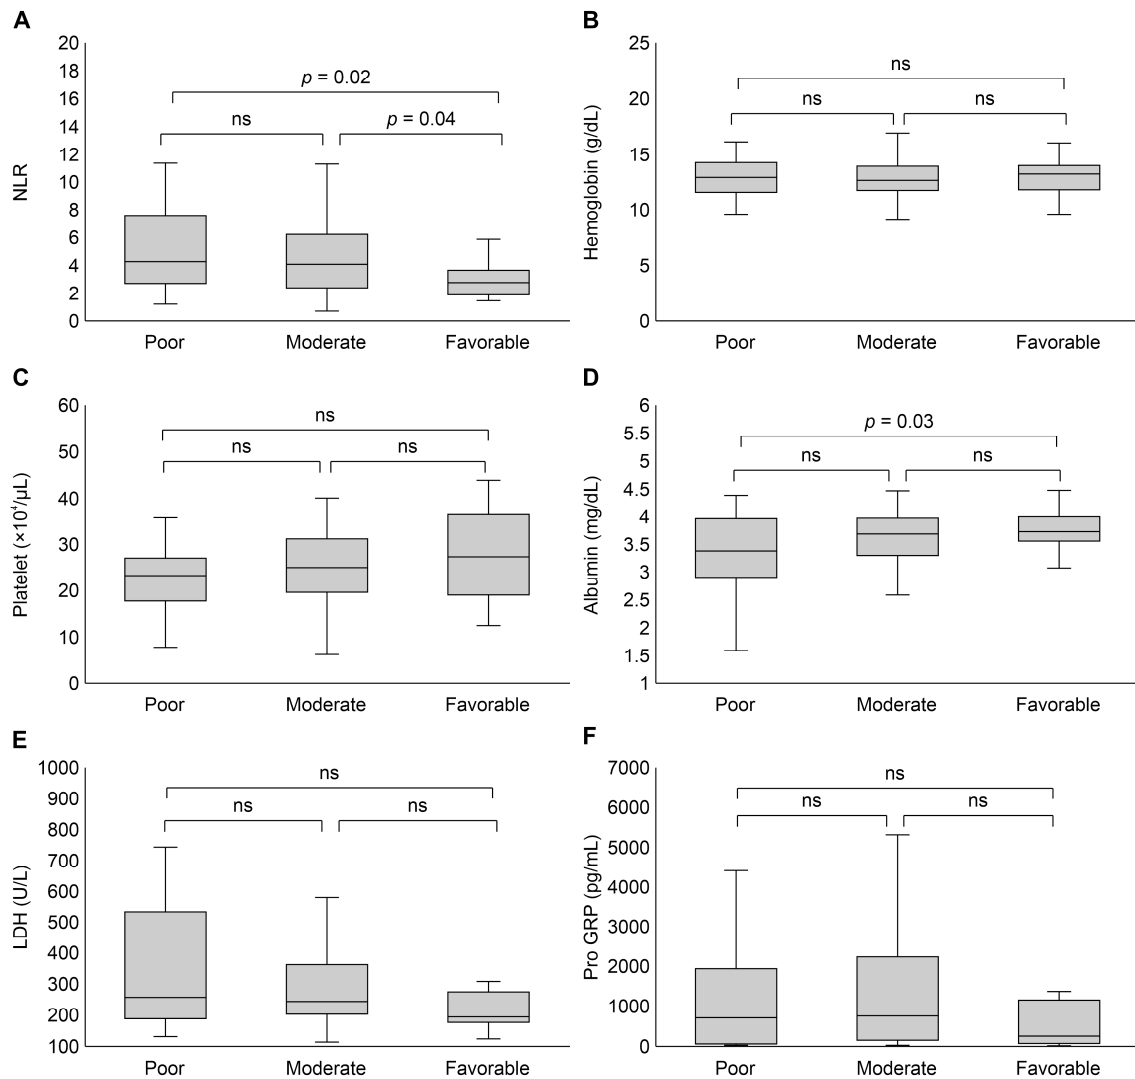 A
NLR
20
18
16
14
12
10
8
6
4
2
0
p = 0.02
ns
p = 0.04
Poor Moderate Favorable
B
Hemoglobin (g/dL)
25
20
15
10
5
0
ns
ns ns
Poor Moderate Favorable
C
Platelet (×10⁴/μL)
60
50
40
30
20
10
0
ns
ns ns
Poor Moderate Favorable
D
Albumin (mg/dL)
6
5.5
5
4.5
4
3.5
3
2.5
2
1.5
1
p = 0.03
ns ns
Poor Moderate Favorable
E
LDH (U/L)
1000
900
800
700
600
500
400
300
200
100
ns
ns ns
Poor Moderate Favorable
F
Pro GRP (pg/mL)
7000
6000
5000
4000
3000
2000
1000
0
ns
ns ns
Poor Moderate Favorable